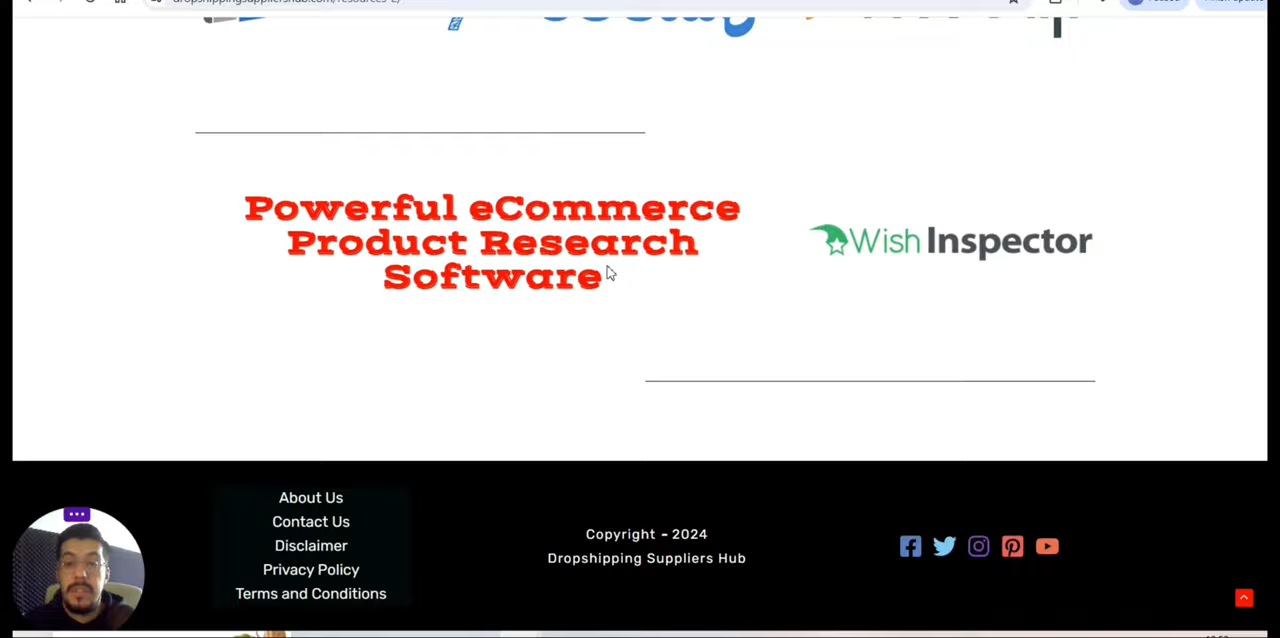 Powerful eCommerce
Product Research
Software
Wish Inspector
About Us
Contact Us
Disclaimer
Privacy Policy
Terms and Conditions
Copyright - 2024
Dropshipping Suppliers Hub